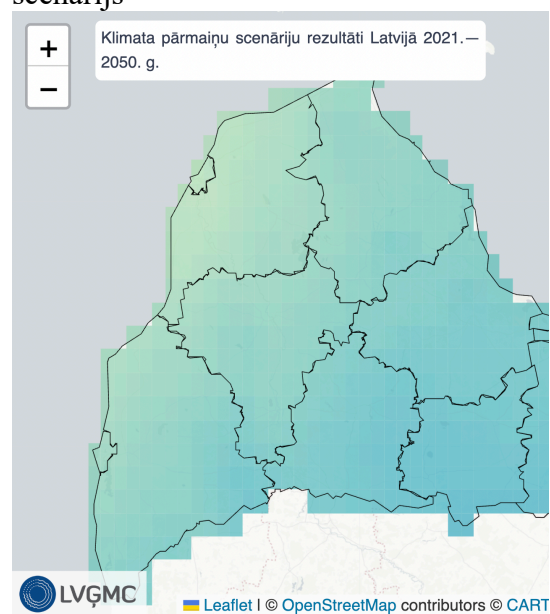 scenārijs
+
Klimata pārmaiņu scenāriju rezultāti Latvijā 2021.—
2050. g.
−
LVĢMC
Leaflet | © OpenStreetMap contributors © CART